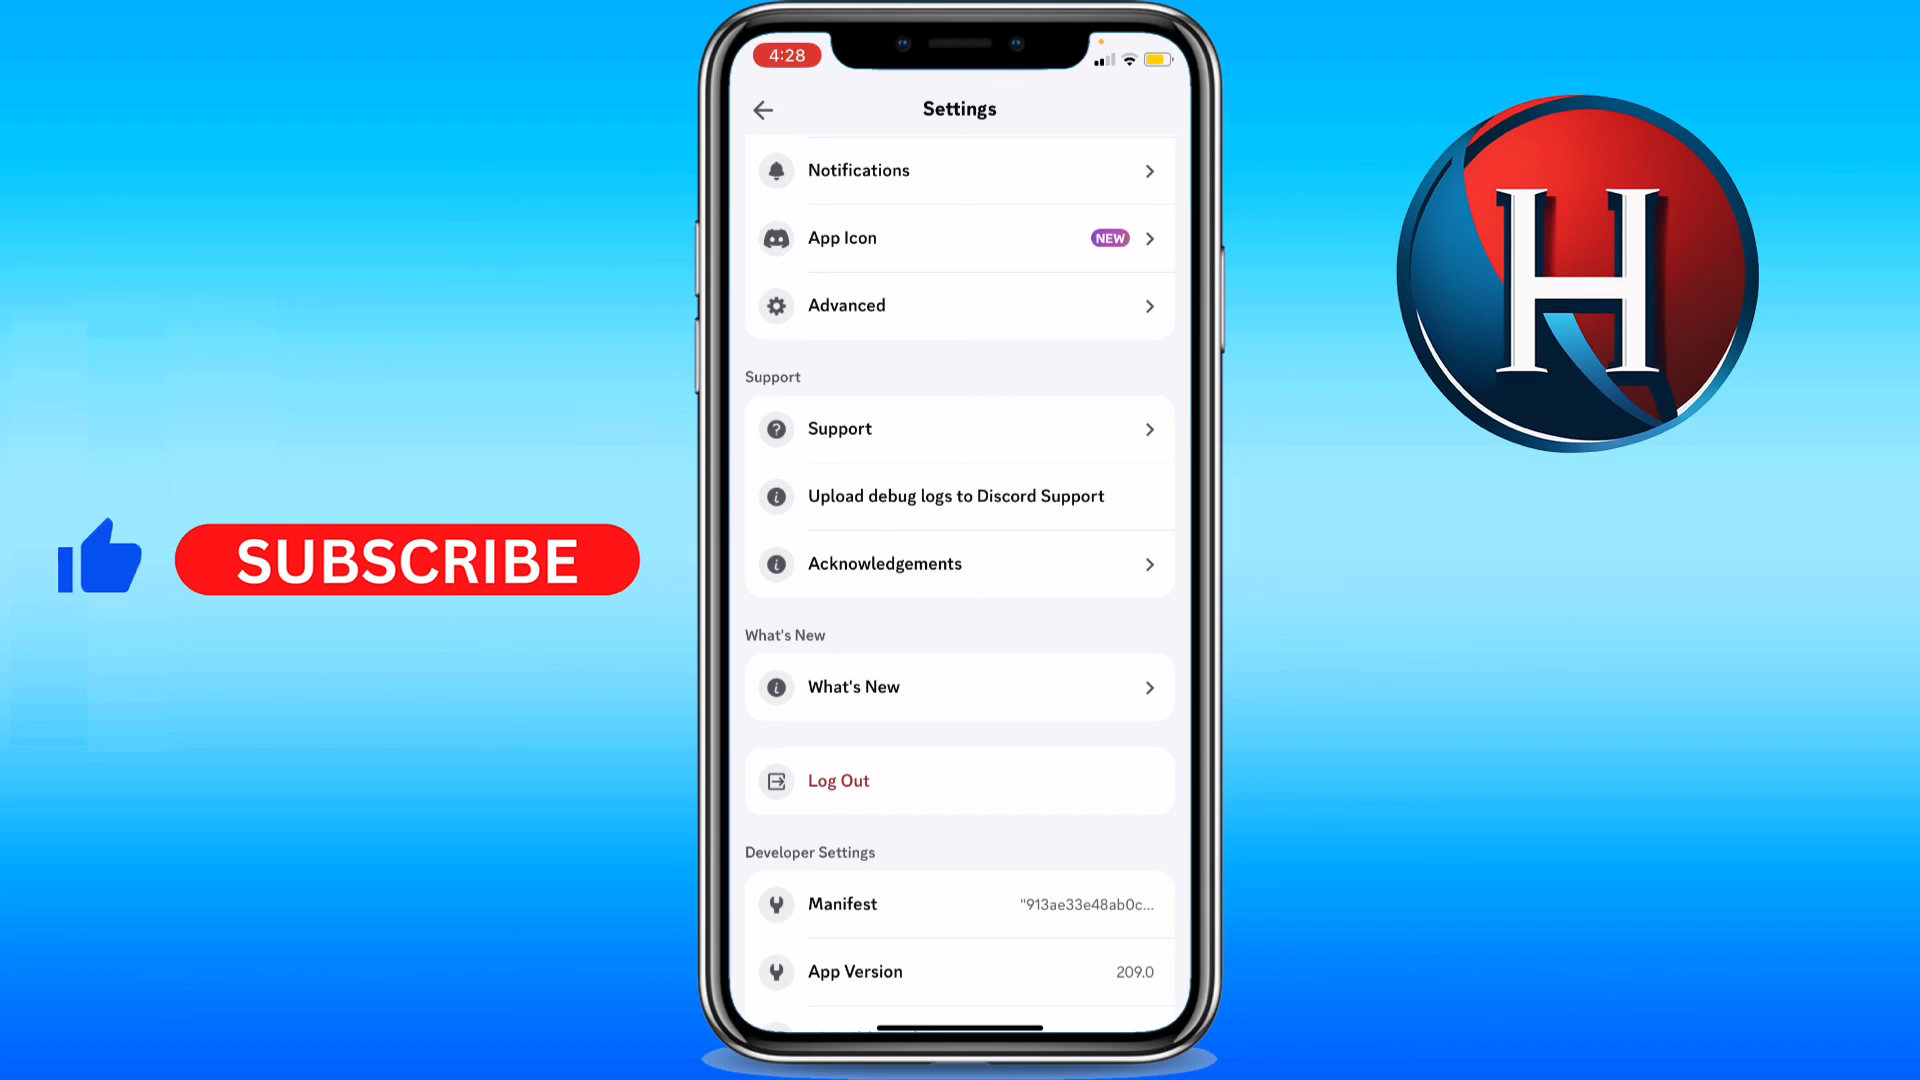 4:28
Settings
Notifications
App Icon NEW
Advanced
Support
Support
Upload debug logs to Discord Support
Acknowledgements
What's New
What's New
Log Out
Developer Settings
Manifest "913ae33e48ab0c...
App Version 209.0
SUBSCRIBE
H